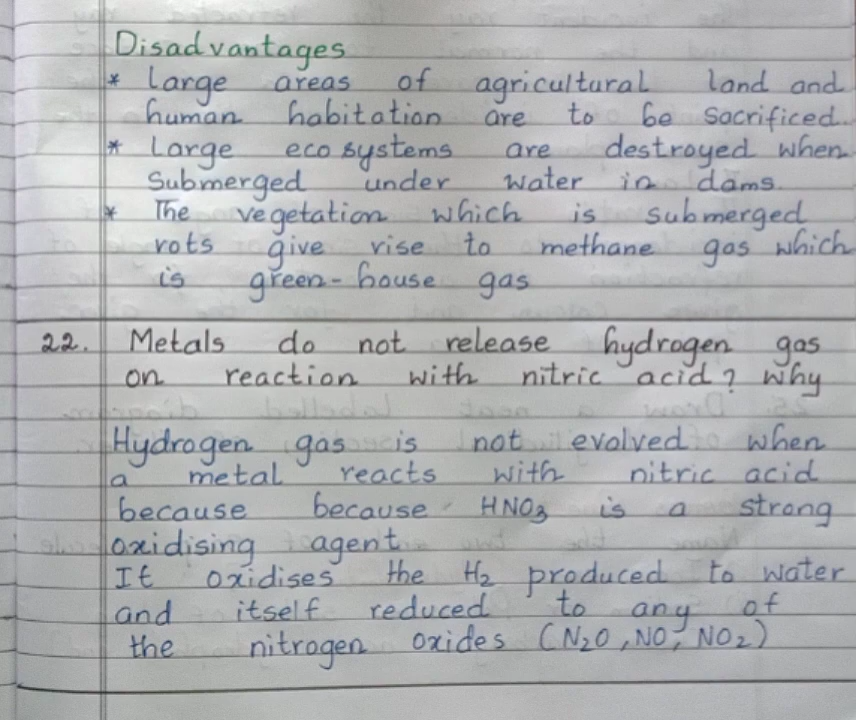 Disadvantages
* Large areas of agricultural land and
human habitation are to be sacrificed.
* Large eco systems are destroyed when
submerged under water in dams.
* The vegetation which is submerged
rots give rise to methane gas which
is green-house gas
22. Metals do not release hydrogen gas
on reaction with nitric acid? Why
Hydrogen gas is not evolved when
a metal reacts with nitric acid
because because HNO3 is a strong
oxidising agent.
It oxidises the H2 produced to water
and itself reduced to any of
the nitrogen oxides (N2O, NO, NO2)